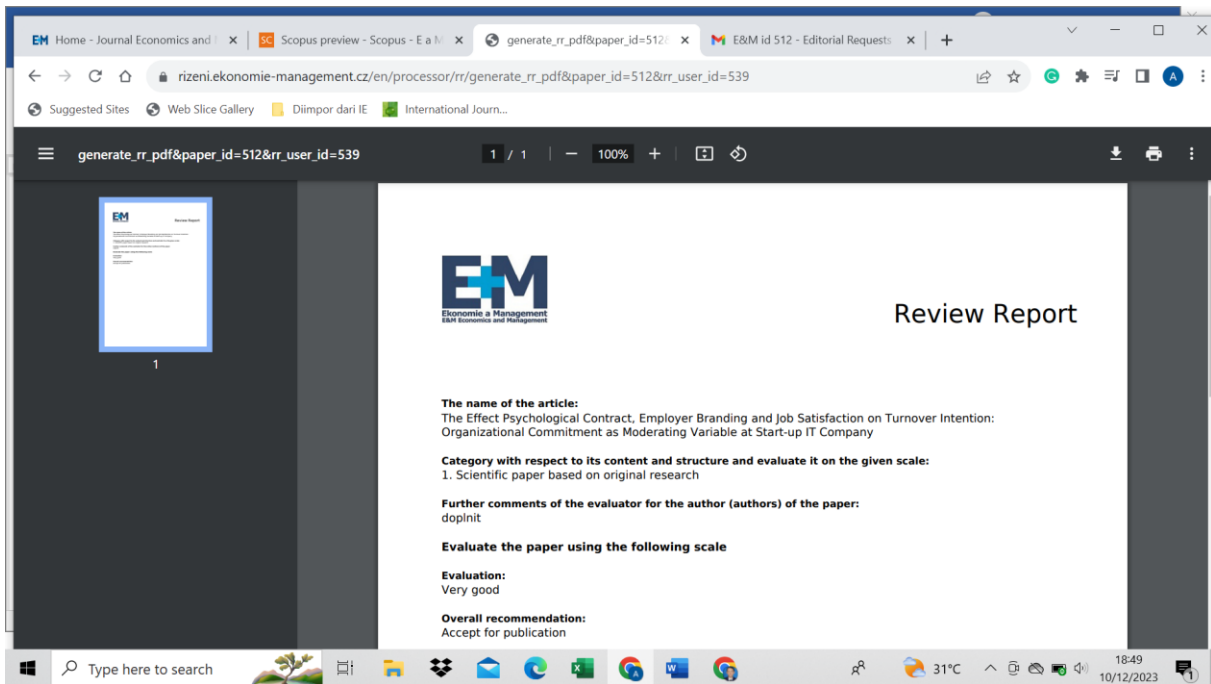 EM Home - Journal Economics and
SC Scopus preview - Scopus - E a M
generate_rr_pdf&paper_id=512&
E&M id 512 - Editorial Requests
rizeni.ekonomie-management.cz/en/processor/rr/generate_rr_pdf&paper_id=512&rr_user_id=539
A
Suggested Sites
Web Slice Gallery
Diimpor dari IE
International Journ...
generate_rr_pdf&paper_id=512&rr_user_id=539
1 / 1
100%
E+M
Review Report
1
E+M
Ekonomie a Management
E&M Economics and Management
Review Report
The name of the article:
The Effect Psychological Contract, Employer Branding and Job Satisfaction on Turnover Intention:
Organizational Commitment as Moderating Variable at Start-up IT Company
Category with respect to its content and structure and evaluate it on the given scale:
1. Scientific paper based on original research
Further comments of the evaluator for the author (authors) of the paper:
doplnit
Evaluate the paper using the following scale
Evaluation:
Very good
Overall recommendation:
Accept for publication
Type here to search
31°C
18:49
10/12/2023
1